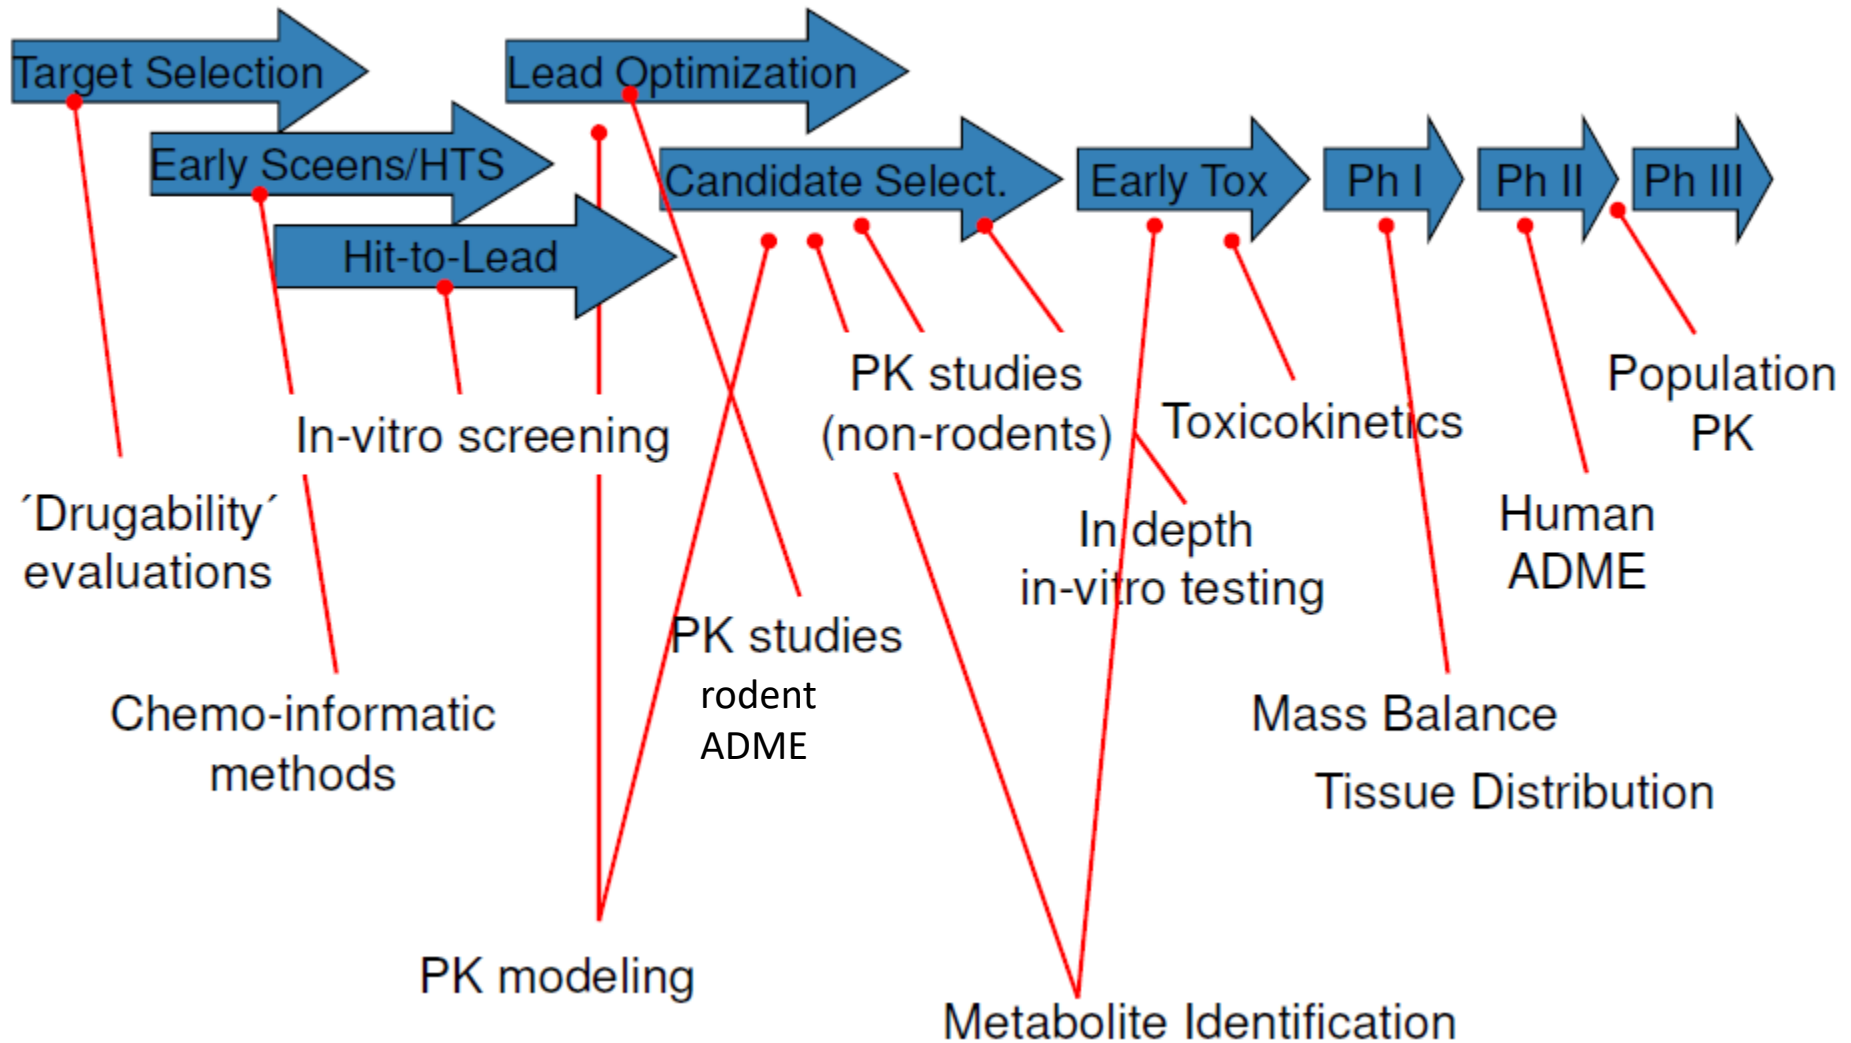 Target Selection
Lead Optimization
Early Sceens/HTS
Candidate Select.
Early Tox
Ph I
Ph II
Ph III
Hit-to-Lead
PK studies
(non-rodents)
Toxicokinetics
Population
PK
In-vitro screening
´Drugability´
evaluations
In depth
in-vitro testing
Human
ADME
PK studies
rodent
ADME
Chemo-informatic
methods
Mass Balance
Tissue Distribution
PK modeling
Metabolite Identification